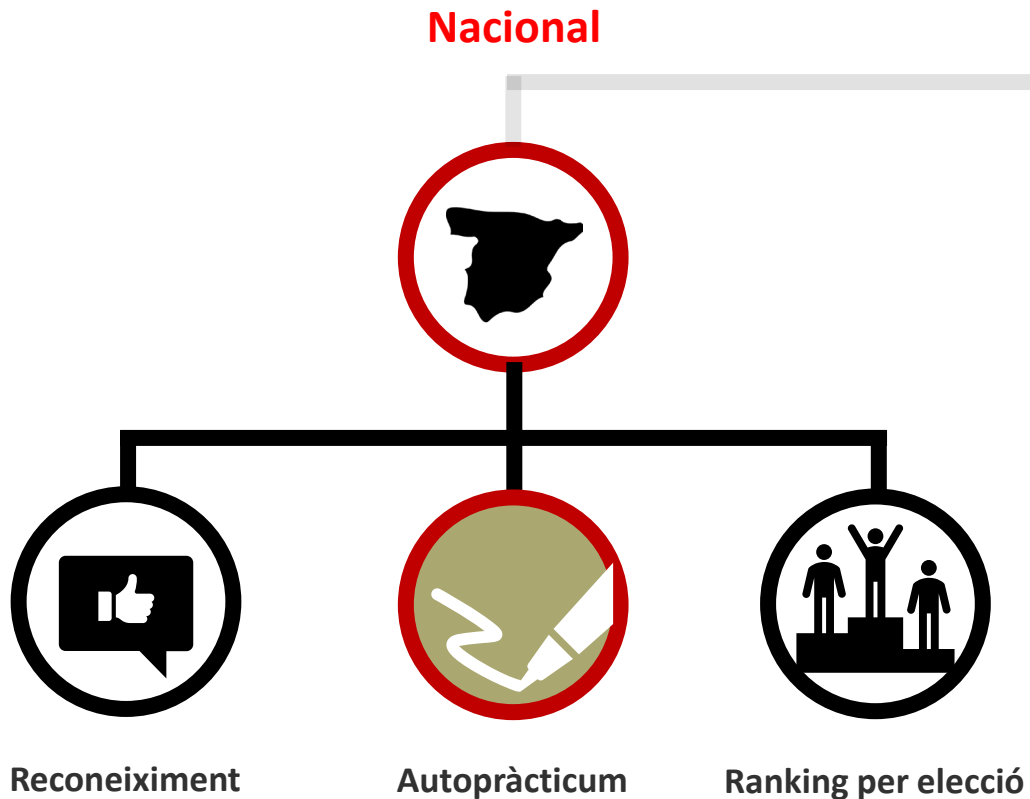 Nacional
Reconeiximent
Autopràcticum
Ranking per elecció